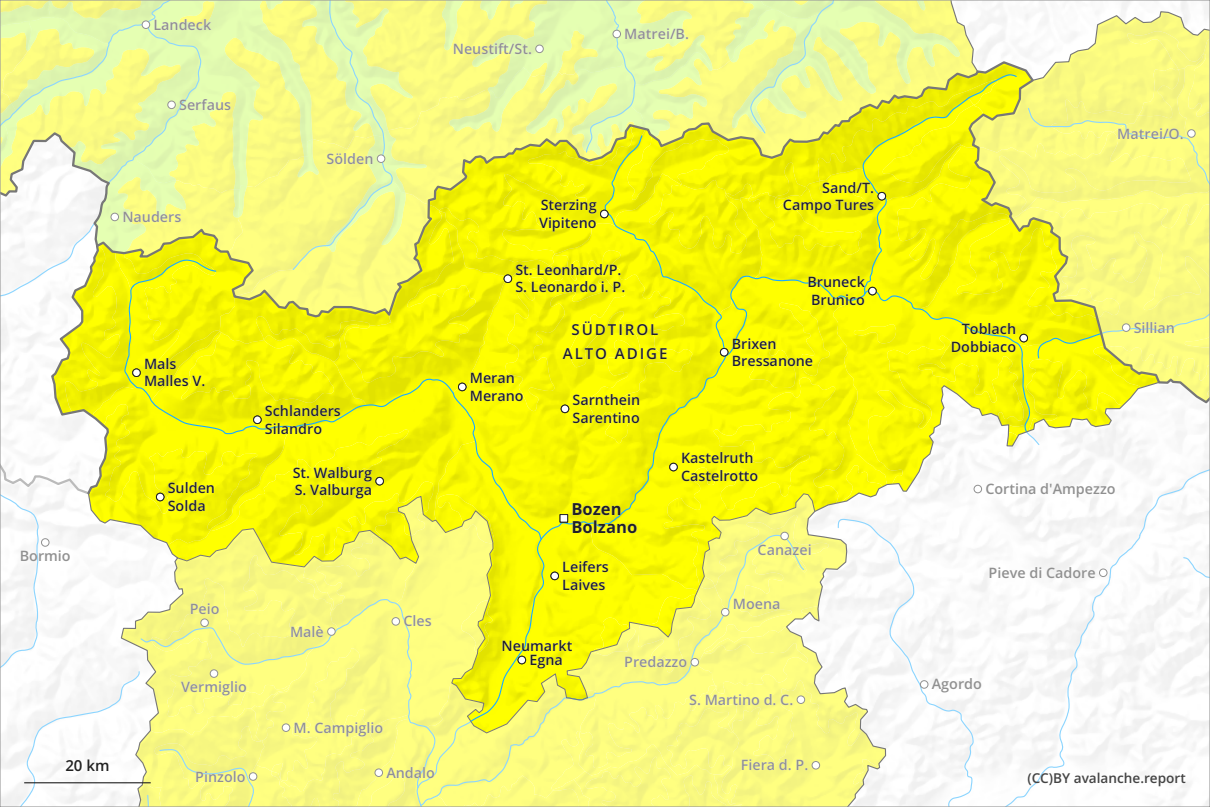 Landeck
Matrei/B.
Neustift/St.
Serfaus
Matrei/O.
Sölden
Sand/T.
Campo Tures
Sterzing
Vipiteno
Nauders
St. Leonhard/P.
S. Leonardo i. P.
Bruneck
Brunico
SÜDTIROL
ALTO ADIGE
Toblach
Dobbiaco
Sillian
Brixen
Bressanone
Mals
Malles V.
Meran
Merano
Sarnthein
Sarentino
Schlanders
Silandro
Kastelruth
Castelrotto
St. Walburg
S. Valburga
Sulden
Solda
Cortina d'Ampezzo
Bozen
Bolzano
Bormio
Canazei
Leifers
Laives
Pieve di Cadore
Peio
Moena
Cles
Malè
Neumarkt
Egna
Predazzo
Vermiglio
Agordo
S. Martino d. C.
M. Campiglio
20 km
Fiera d. P.
Pinzolo
Andalo
(CC)BY avalanche.report